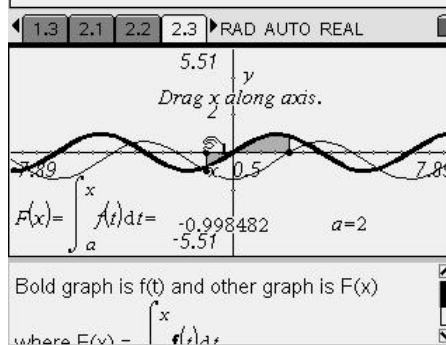 1.3 2.1 2.2 2.3 RAD AUTO REAL
5.51 y
Drag x along axis.
2
-7.89 x 0.5 7.89
F(x)= ∫ₐˣ f(t)dt= -0.998482 a=2
-5.51
Bold graph is f(t) and other graph is F(x)
where F(x) = ∫ˣ f(t)dt